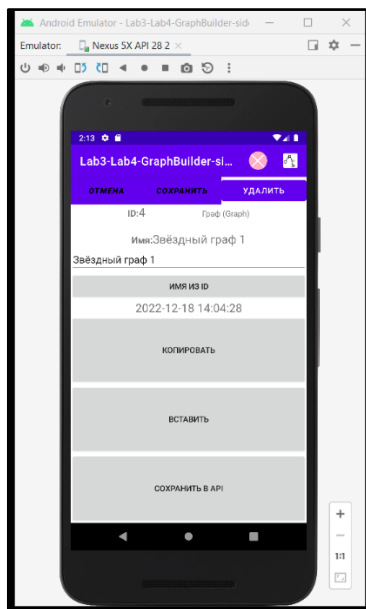 Android Emulator - Lab3-Lab4-GraphBuilder-side
Emulator: Nexus 5X API 28 2
2:13
Lab3-Lab4-GraphBuilder-si...
ОТМЕНА СОХРАНИТЬ УДАЛИТЬ
ID:4 Граф (Graph)
Имя:Звёздный граф 1
Звёздный граф 1
ИМЯ ИЗ ID
2022-12-18 14:04:28
КОПИРОВАТЬ
ВСТАВИТЬ
СОХРАНИТЬ В API
1:1